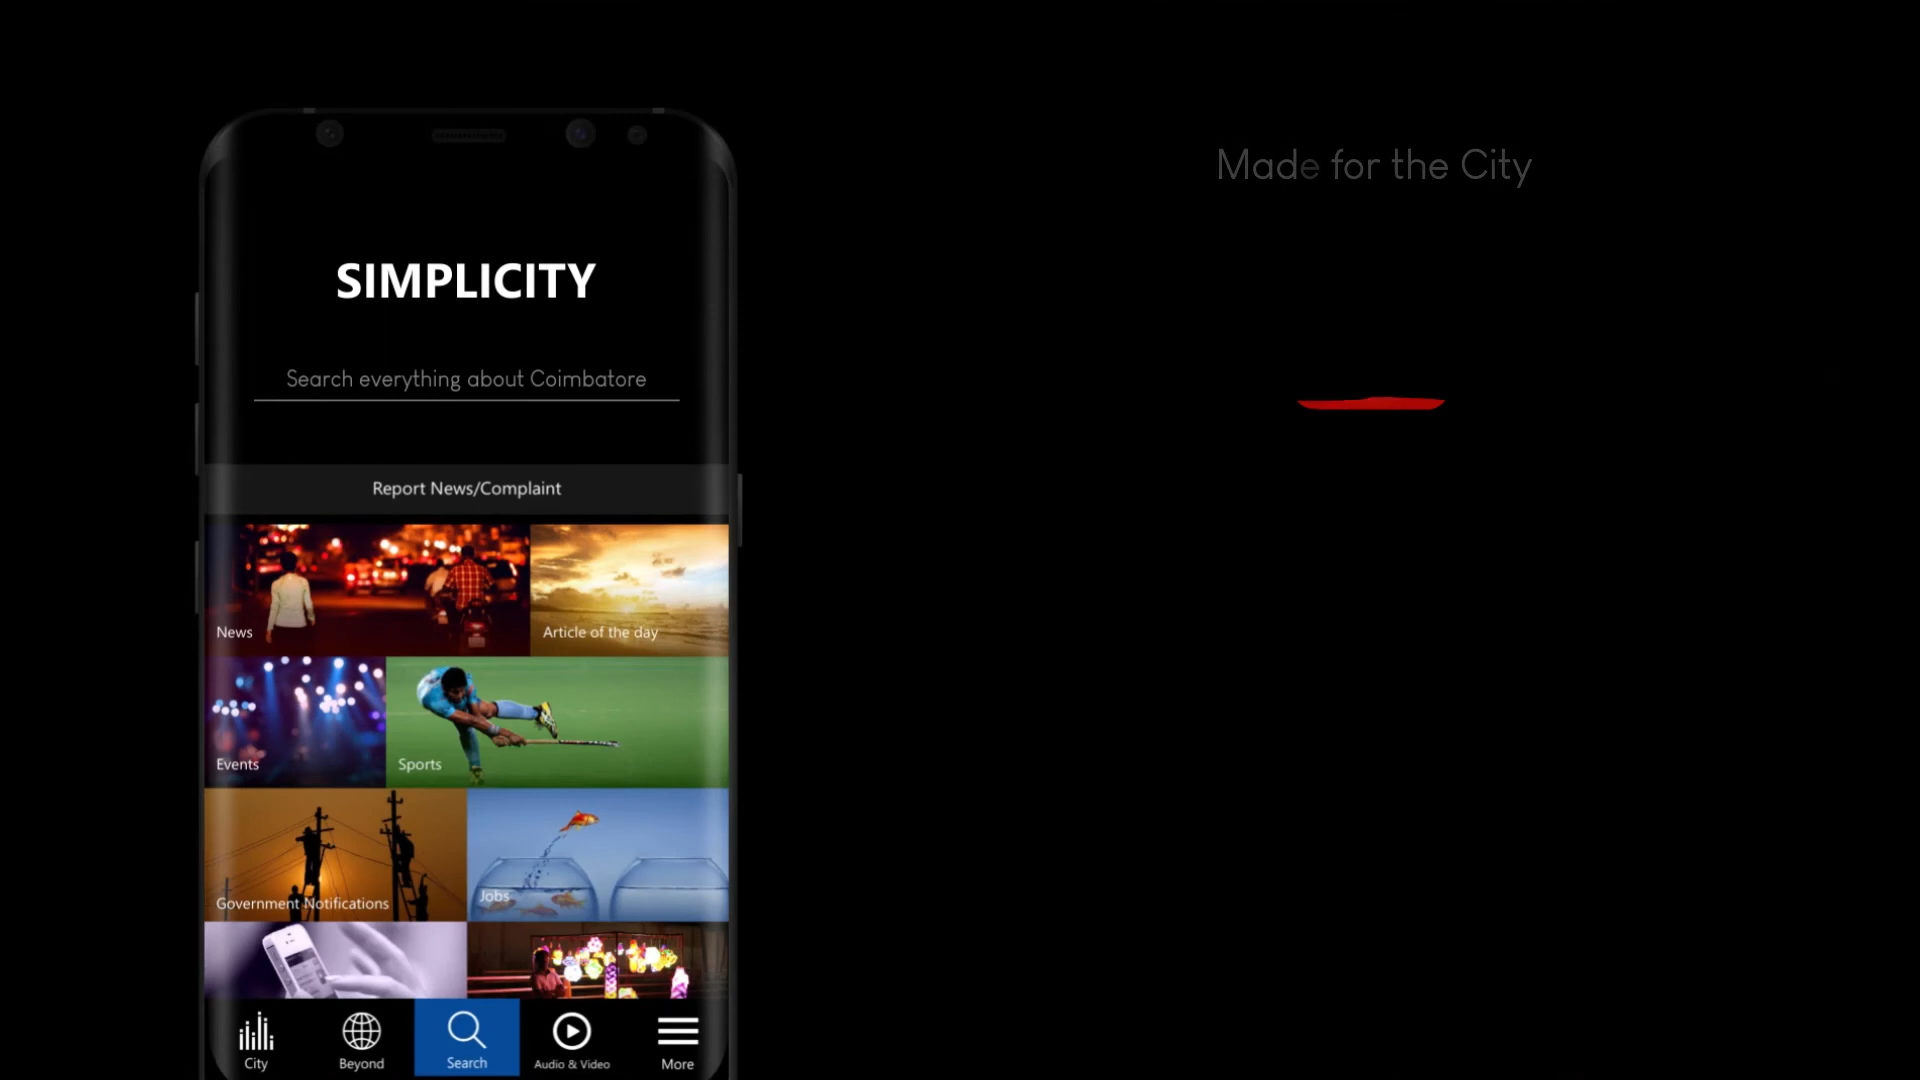 Made for the City
SIMPLICITY
Search everything about Coimbatore
Report News/Complaint
News
Article of the day
Events
Sports
Government Notifications
Jobs
City
Beyond
Search
Audio & Video
More